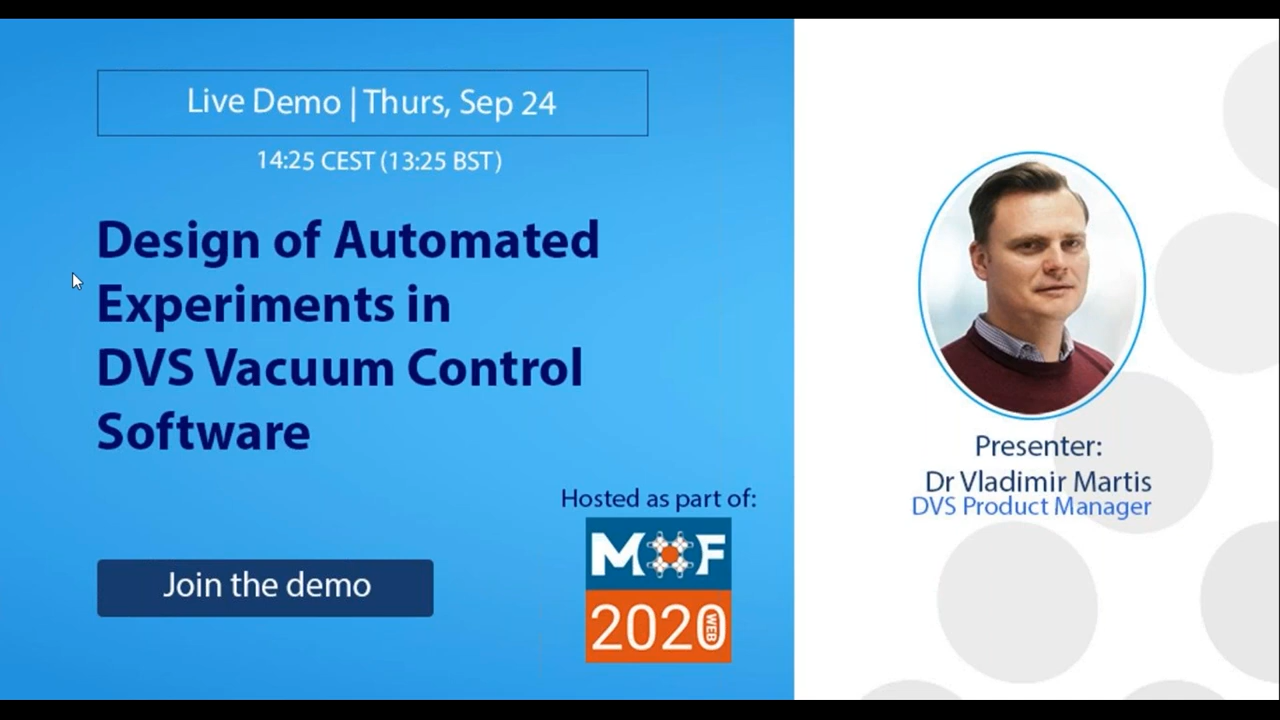 Live Demo | Thurs, Sep 24
14:25 CEST (13:25 BST)
Design of Automated
Experiments in
DVS Vacuum Control
Software
Hosted as part of:
MOF
2020
WEB
Join the demo
Presenter:
Dr Vladimir Martis
DVS Product Manager